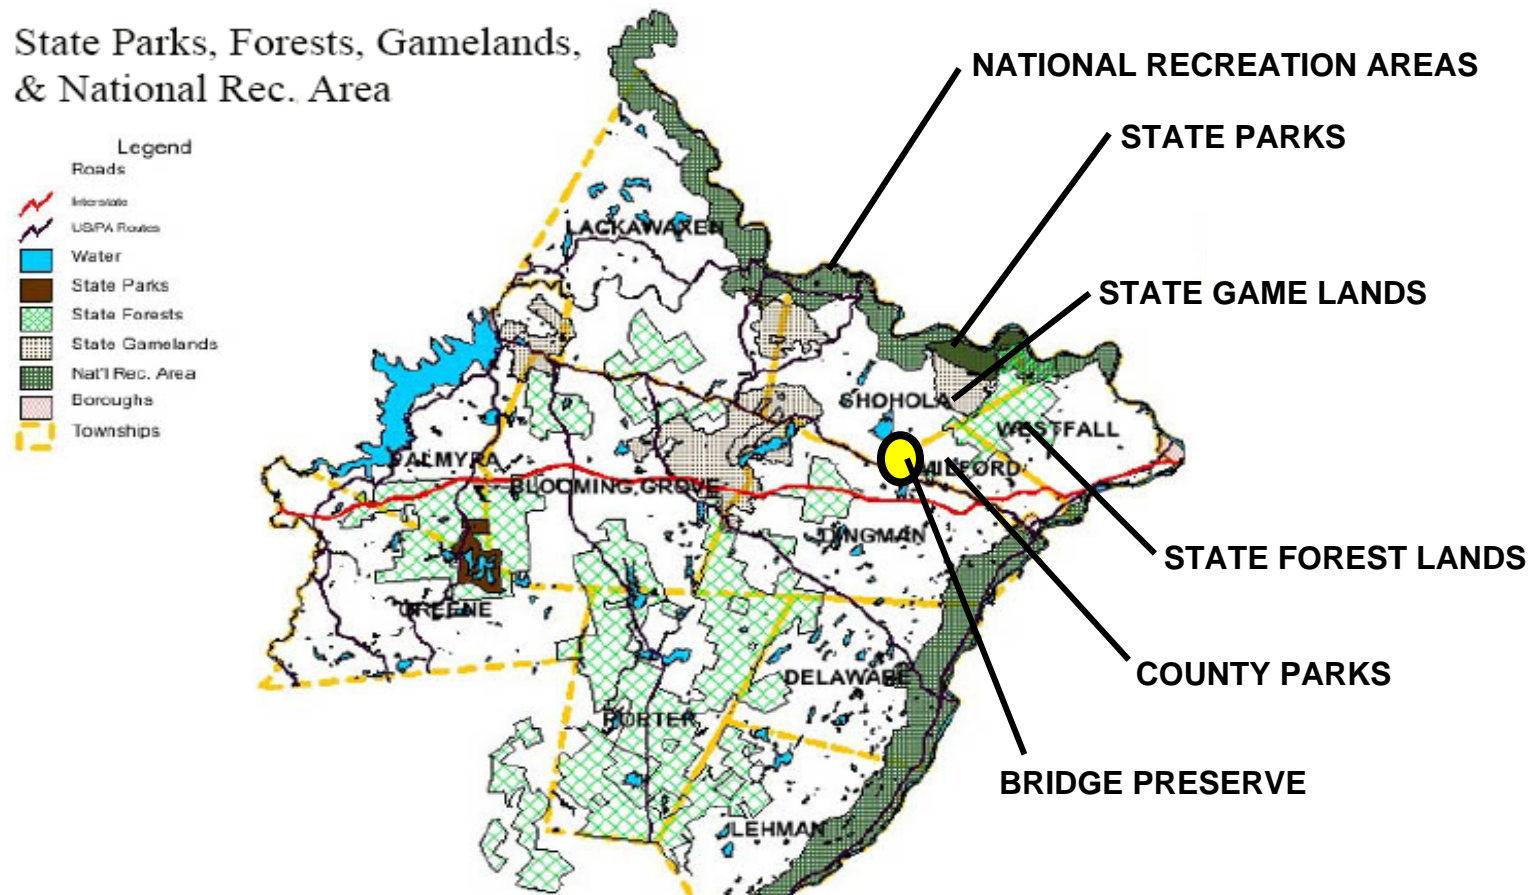 State Parks, Forests, Gamelands,
& National Rec. Area
Legend
Roads
Interstate
US/PA Routes
Water
State Parks
State Forests
State Gamelands
Nat'l Rec. Area
Boroughs
Townships
NATIONAL RECREATION AREAS
STATE PARKS
STATE GAME LANDS
STATE FOREST LANDS
COUNTY PARKS
BRIDGE PRESERVE
LACKAWAXEN
SHOHOLA
WESTFALL
PALMYRA
MILFORD
BLOOMING GROVE
DINGMAN
GREENE
DELAWARE
PORTER
LEHMAN